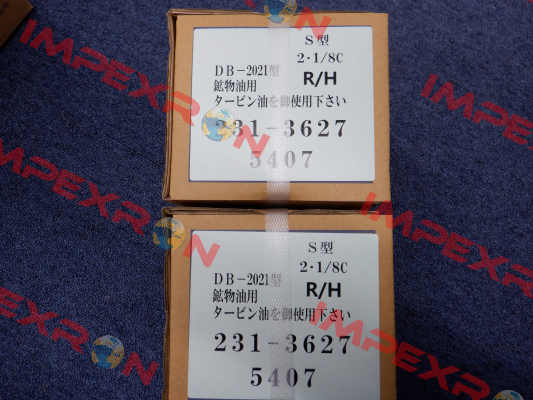 S型
2・1/8C
DB-2021型 R/H
鉱物油用
タービン油を御使用下さい
231-3627
5407
S型
2・1/8C
DB-2021型 R/H
鉱物油用
タービン油を御使用下さい
231-3627
5407
IMPEXRON
IMPEXRON
IMPEXRON
IMPEXRON